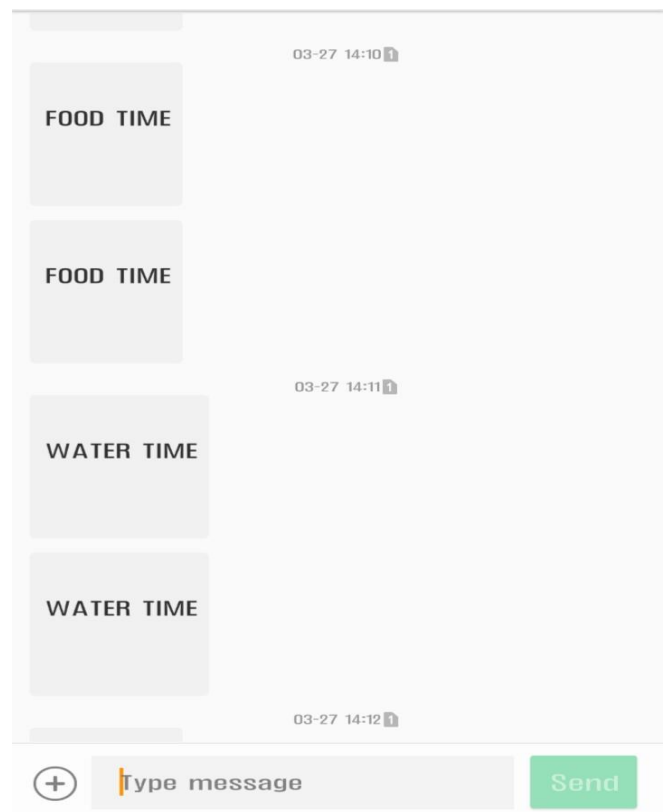 03-27 14:10 1
FOOD TIME
FOOD TIME
03-27 14:11 1
WATER TIME
WATER TIME
03-27 14:12 1
Type message
Send